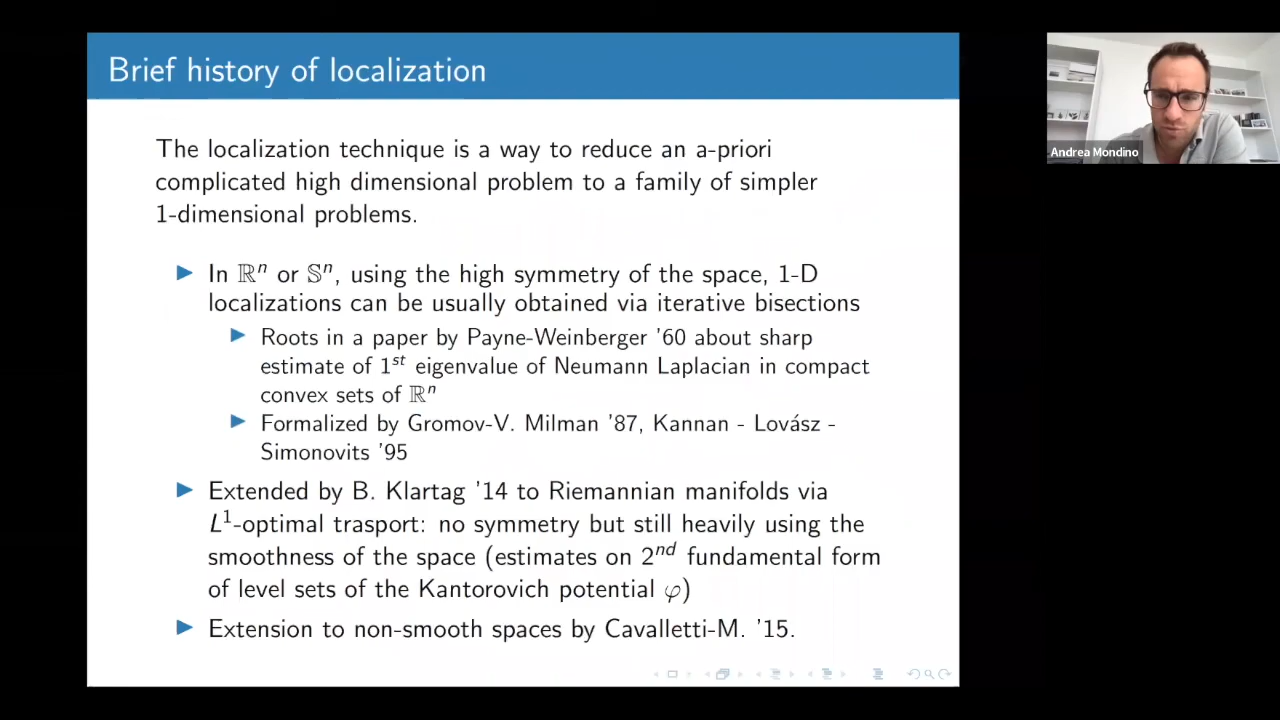 Brief history of localization
The localization technique is a way to reduce an a-priori
complicated high dimensional problem to a family of simpler
1-dimensional problems.
▶ In ℝⁿ or 𝕊ⁿ, using the high symmetry of the space, 1-D
localizations can be usually obtained via iterative bisections
▶ Roots in a paper by Payne-Weinberger '60 about sharp
estimate of 1ˢᵗ eigenvalue of Neumann Laplacian in compact
convex sets of ℝⁿ
▶ Formalized by Gromov-V. Milman '87, Kannan - Lovász -
Simonovits '95
▶ Extended by B. Klartag '14 to Riemannian manifolds via
L¹-optimal trasport: no symmetry but still heavily using the
smoothness of the space (estimates on 2ⁿᵈ fundamental form
of level sets of the Kantorovich potential φ)
▶ Extension to non-smooth spaces by Cavalletti-M. '15.
Andrea Mondino